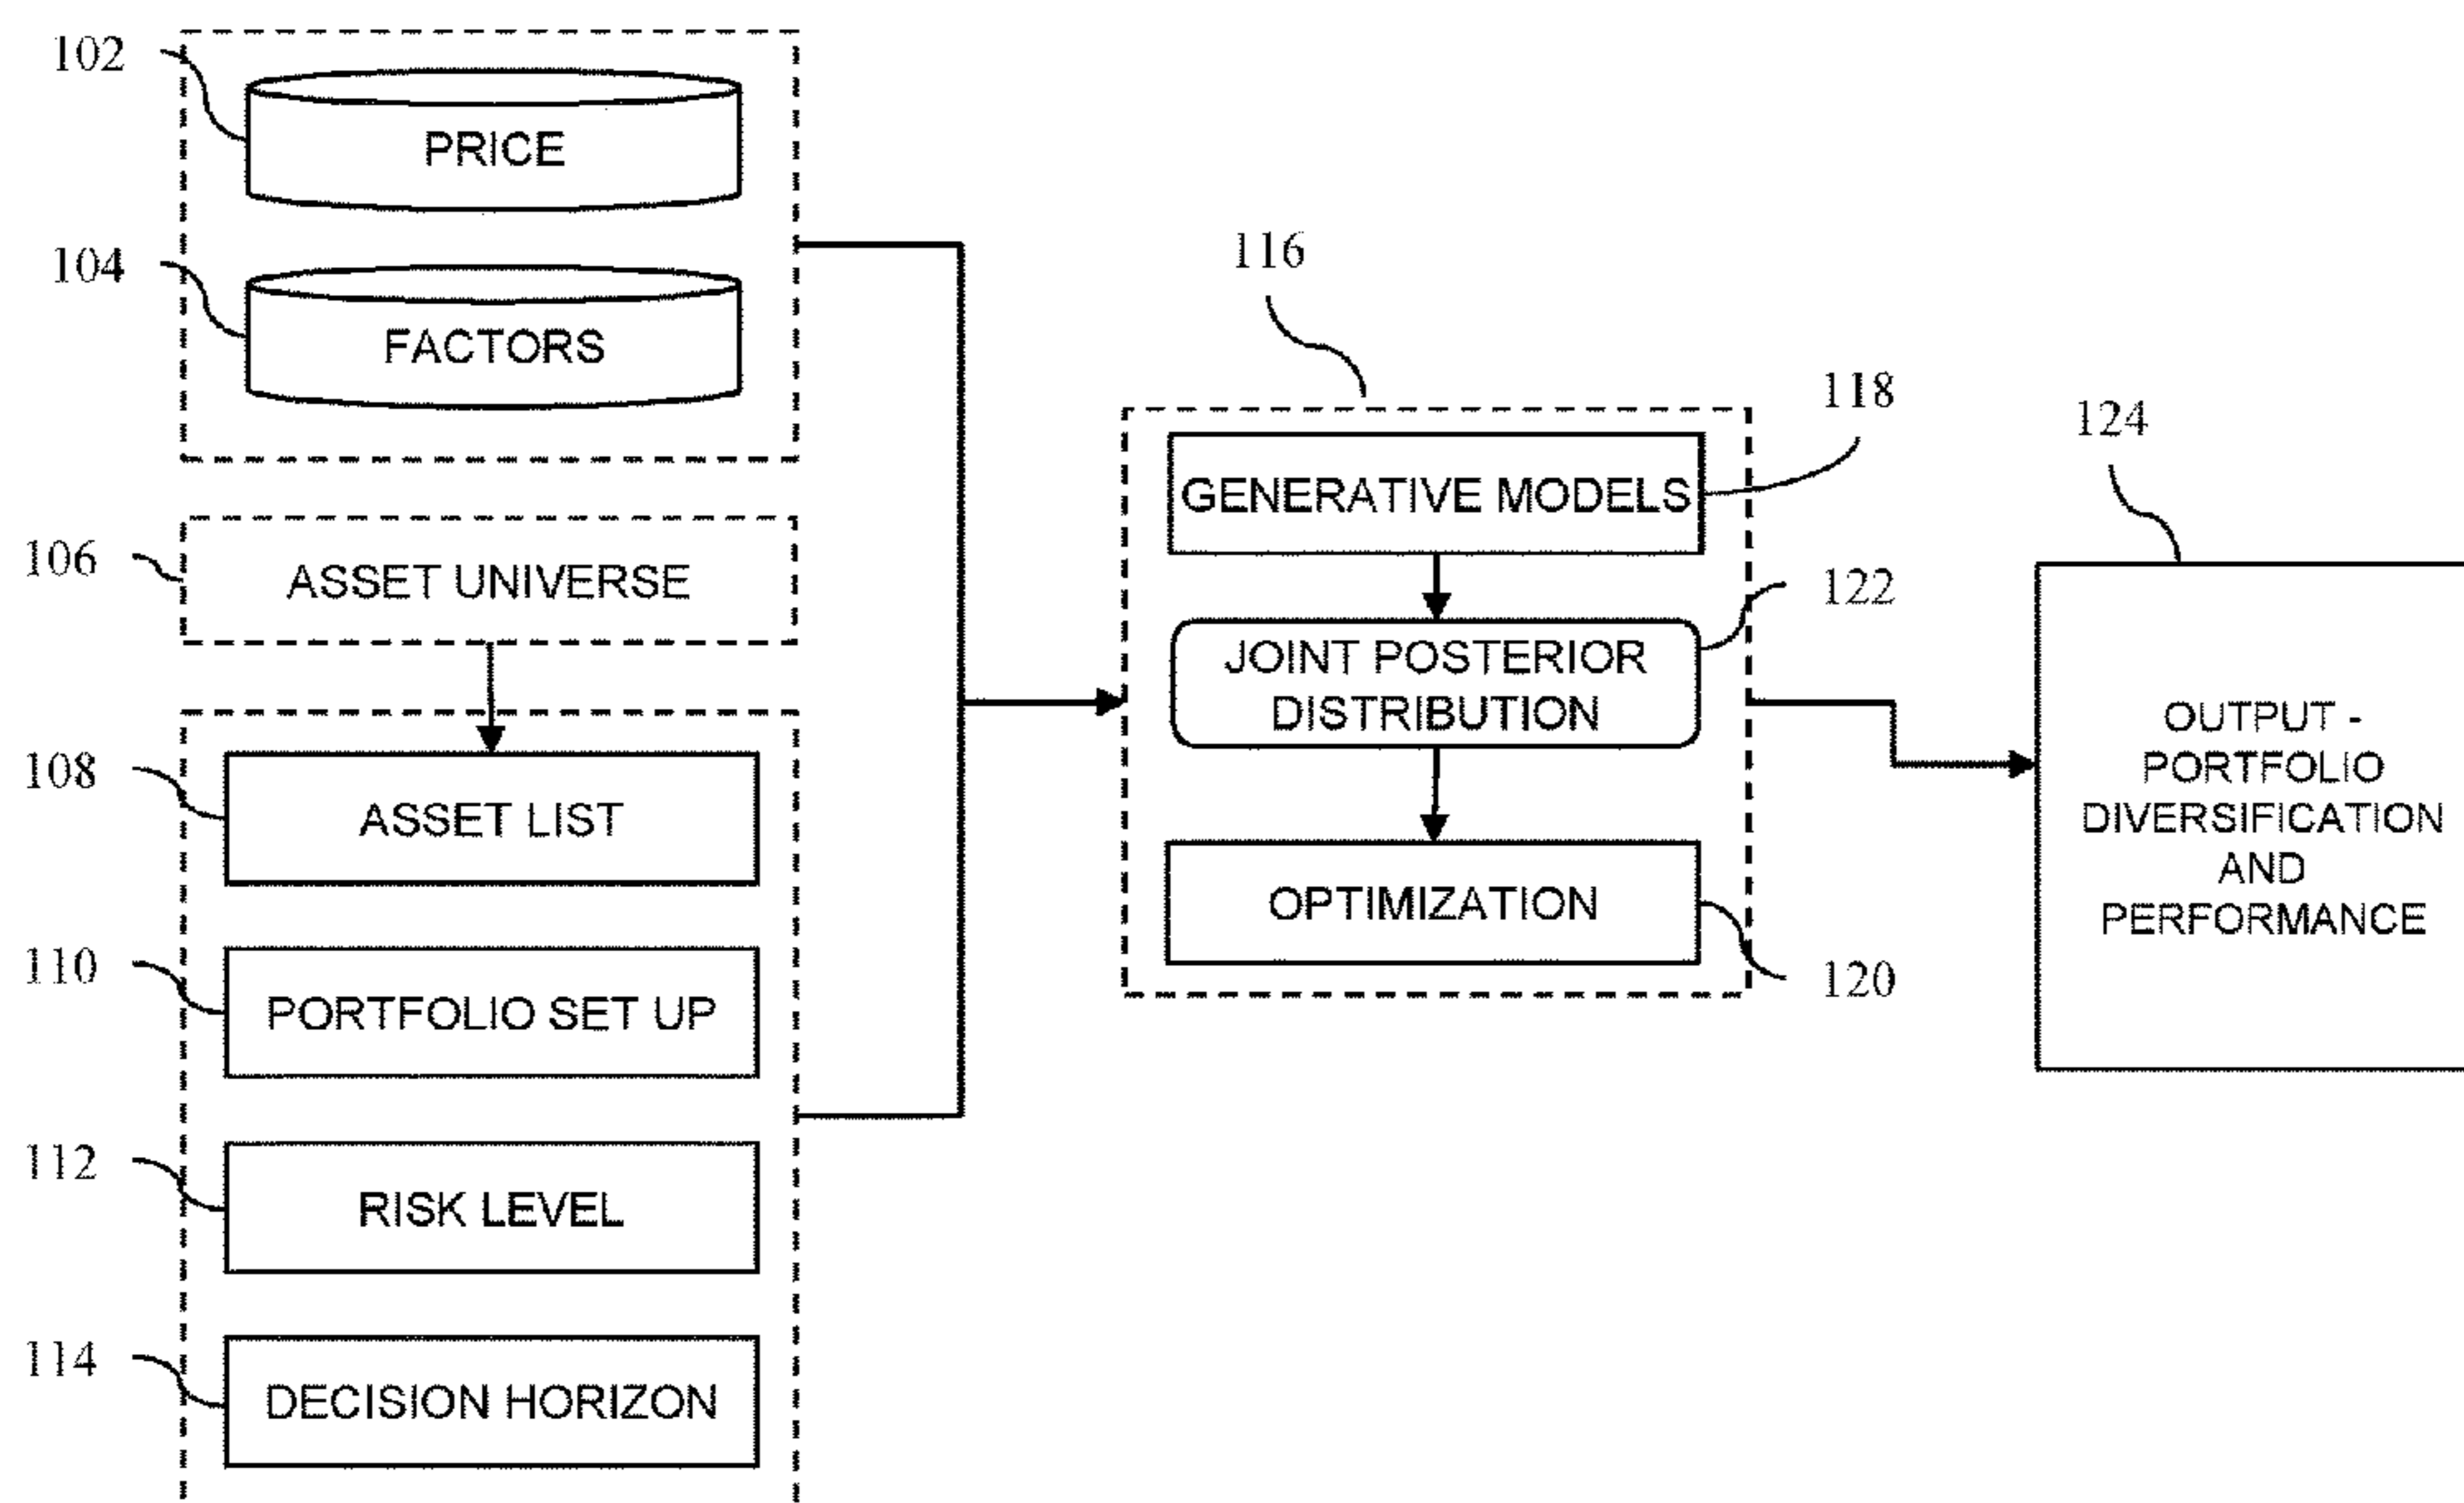 102
PRICE
104
FACTORS
106
ASSET UNIVERSE
108
ASSET LIST
110
PORTFOLIO SET UP
112
RISK LEVEL
114
DECISION HORIZON
116
118
GENERATIVE MODELS
122
JOINT POSTERIOR
DISTRIBUTION
OPTIMIZATION
120
124
OUTPUT -
PORTFOLIO
DIVERSIFICATION
AND
PERFORMANCE